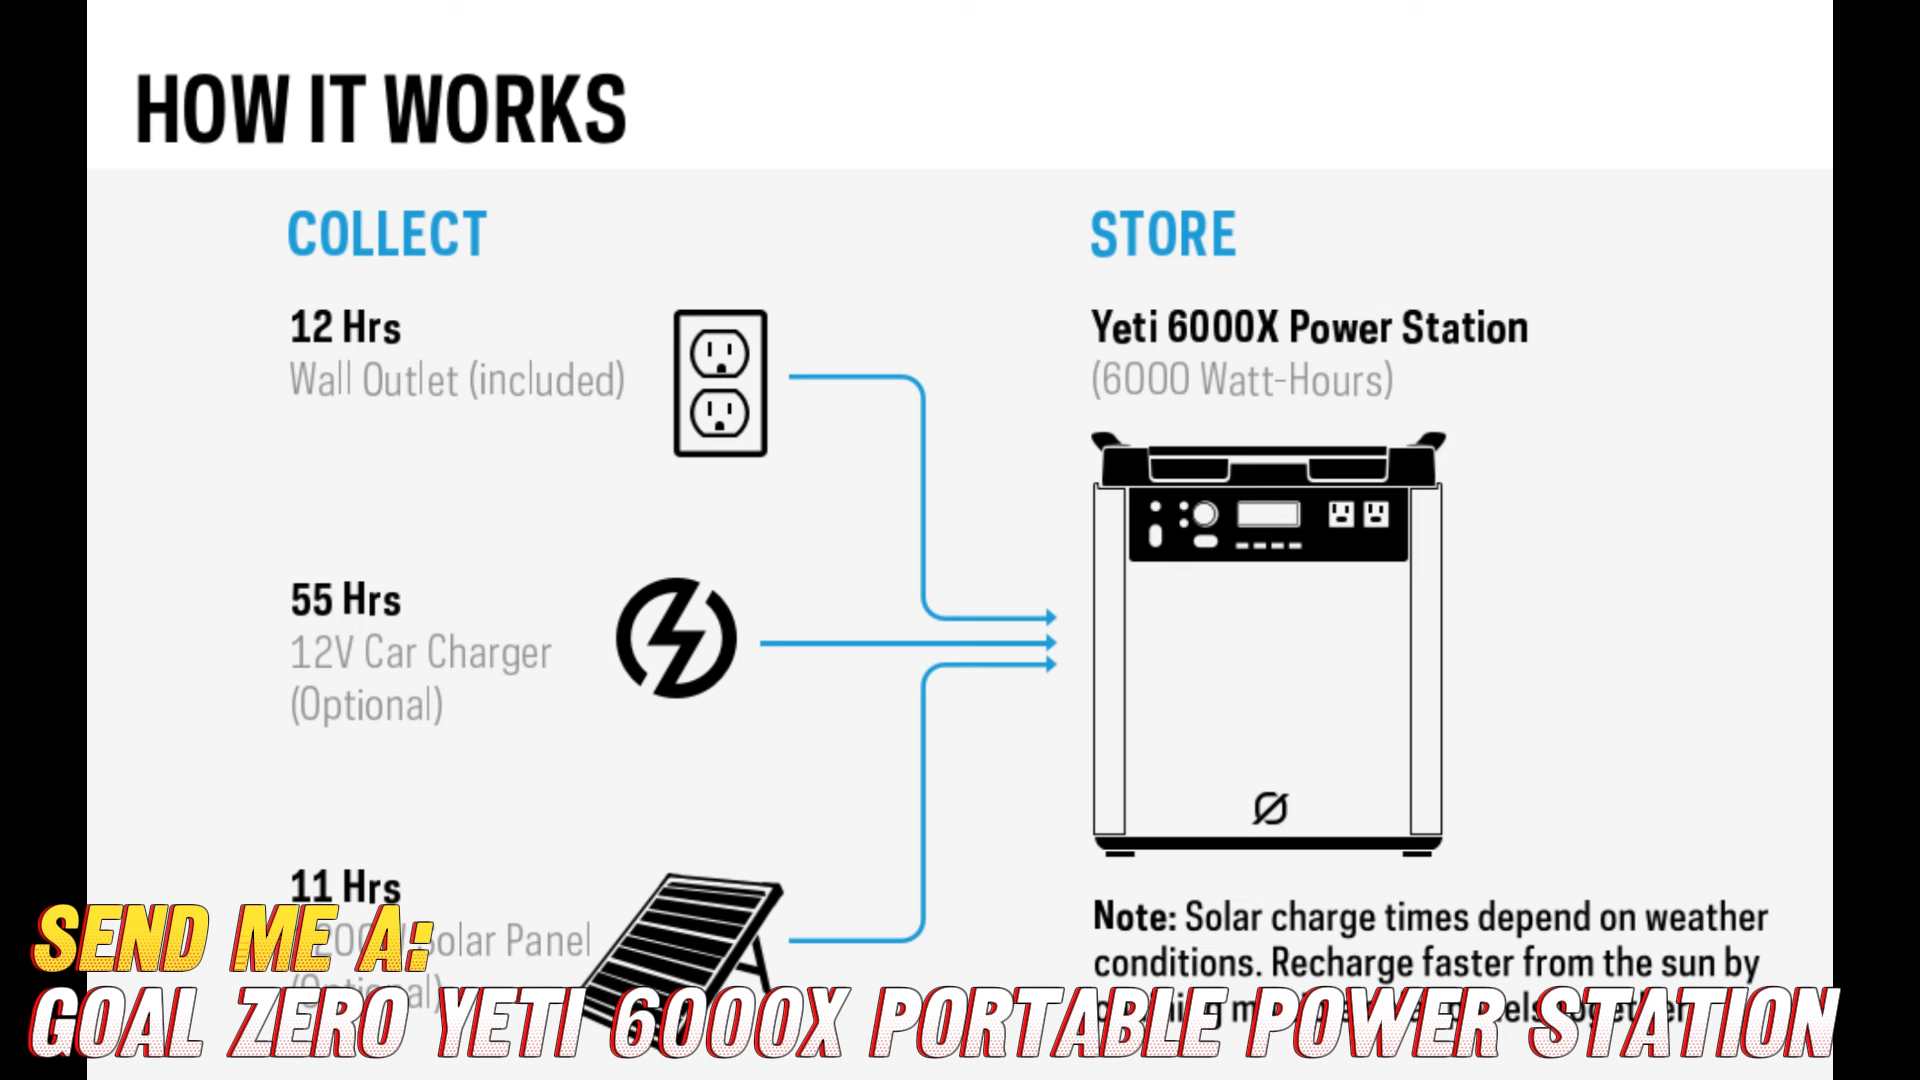 HOW IT WORKS
COLLECT
12 Hrs
Wall Outlet (included)
55 Hrs
12V Car Charger
(Optional)
11 Hrs
Solar Panel
(Optional)
STORE
Yeti 6000X Power Station
(6000 Watt-Hours)
Note: Solar charge times depend on weather
conditions. Recharge faster from the sun by
SEND ME A:
GOAL ZERO YETI 6000X PORTABLE POWER STATION